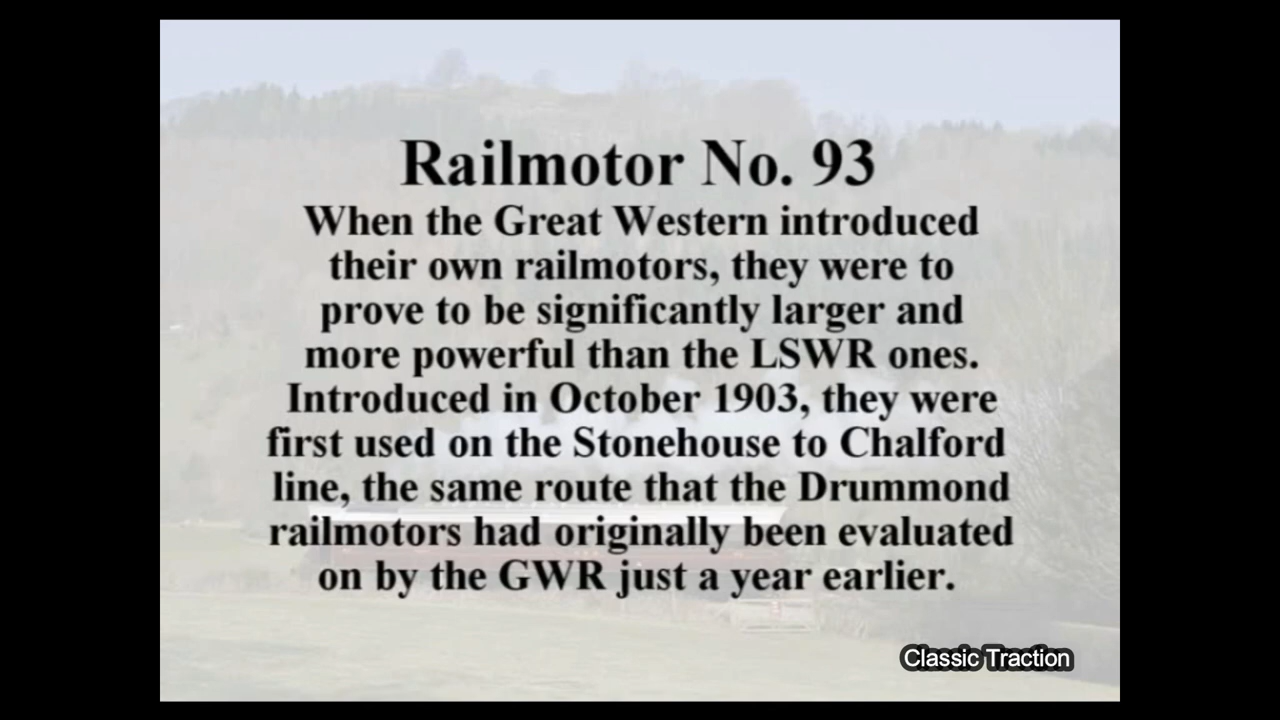 Railmotor No. 93
When the Great Western introduced
their own railmotors, they were to
prove to be significantly larger and
more powerful than the LSWR ones.
Introduced in October 1903, they were
first used on the Stonehouse to Chalford
line, the same route that the Drummond
railmotors had originally been evaluated
on by the GWR just a year earlier.
Classic Traction